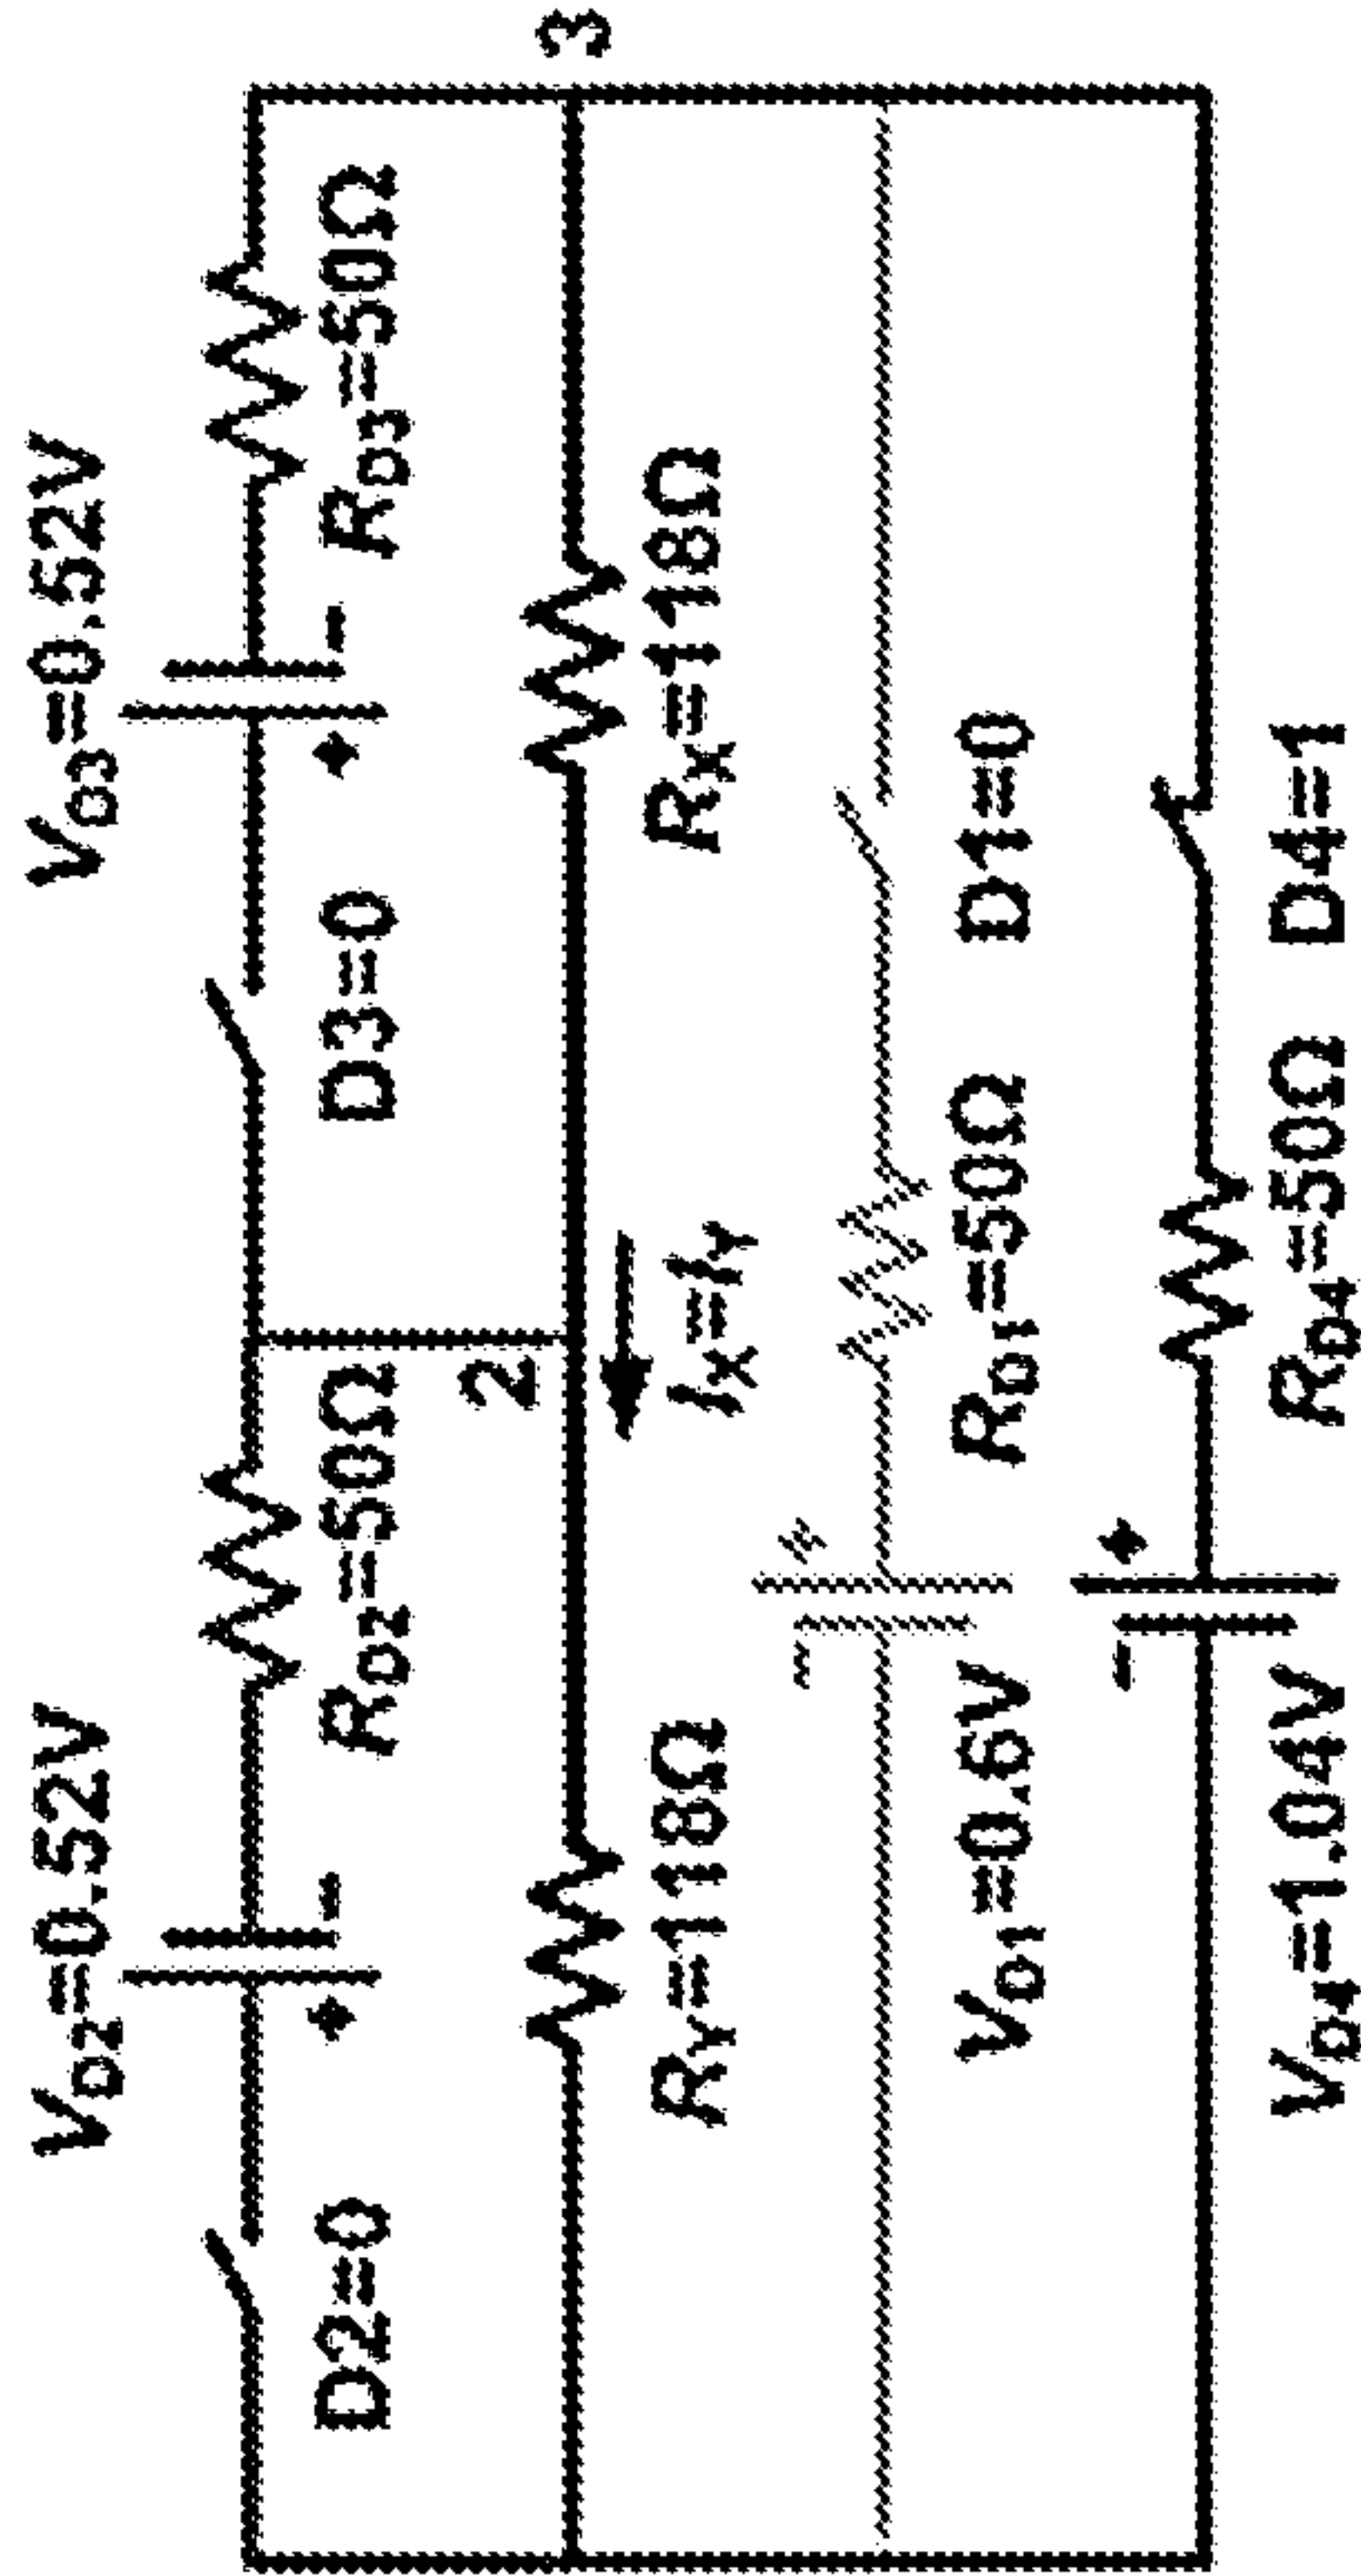 V_D2=0.52V
V_D3=0.52V
D2=0
+ -
R_D2=50Ω
D3=0
+ -
R_D3=50Ω
2
3
R_Y=118Ω
I_X=I_Y
R_X=118Ω
- +
V_D1=0.6V
R_D1=50Ω
D1=0
- +
V_D4=1.04V
R_D4=50Ω
D4=1